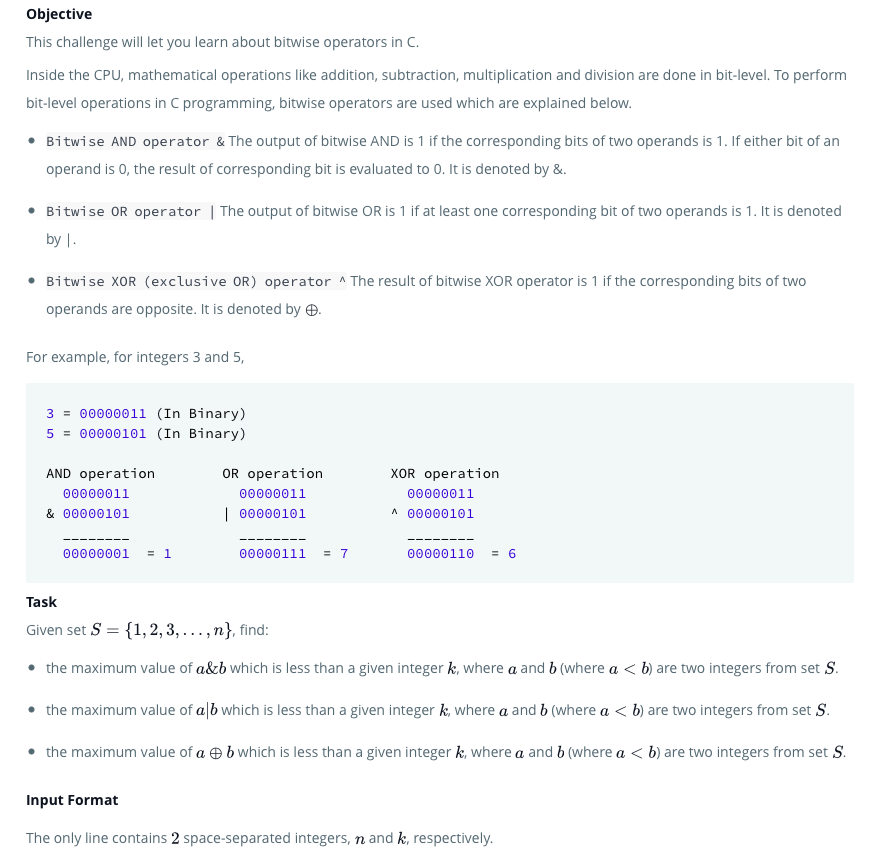 Objective
This challenge will let you learn about bitwise operators in C.
Inside the CPU, mathematical operations like addition, subtraction, multiplication and division are done in bit-level. To perform
bit-level operations in C programming, bitwise operators are used which are explained below.
• Bitwise AND operator & The output of bitwise AND is 1 if the corresponding bits of two operands is 1. If either bit of an
operand is 0, the result of corresponding bit is evaluated to 0. It is denoted by &.
• Bitwise OR operator | The output of bitwise OR is 1 if at least one corresponding bit of two operands is 1. It is denoted
by |.
• Bitwise XOR (exclusive OR) operator ^ The result of bitwise XOR operator is 1 if the corresponding bits of two
operands are opposite. It is denoted by ⊕.
For example, for integers 3 and 5,
3 = 00000011 (In Binary)
5 = 00000101 (In Binary)
AND operation        OR operation        XOR operation
  00000011             00000011            00000011
& 00000101           | 00000101          ^ 00000101
  ________             ________            ________
  00000001  = 1        00000111  = 7       00000110  = 6
Task
Given set S = {1, 2, 3, . . . , n}, find:
• the maximum value of a&b which is less than a given integer k, where a and b (where a < b) are two integers from set S.
• the maximum value of a|b which is less than a given integer k, where a and b (where a < b) are two integers from set S.
• the maximum value of a ⊕ b which is less than a given integer k, where a and b (where a < b) are two integers from set S.
Input Format
The only line contains 2 space-separated integers, n and k, respectively.